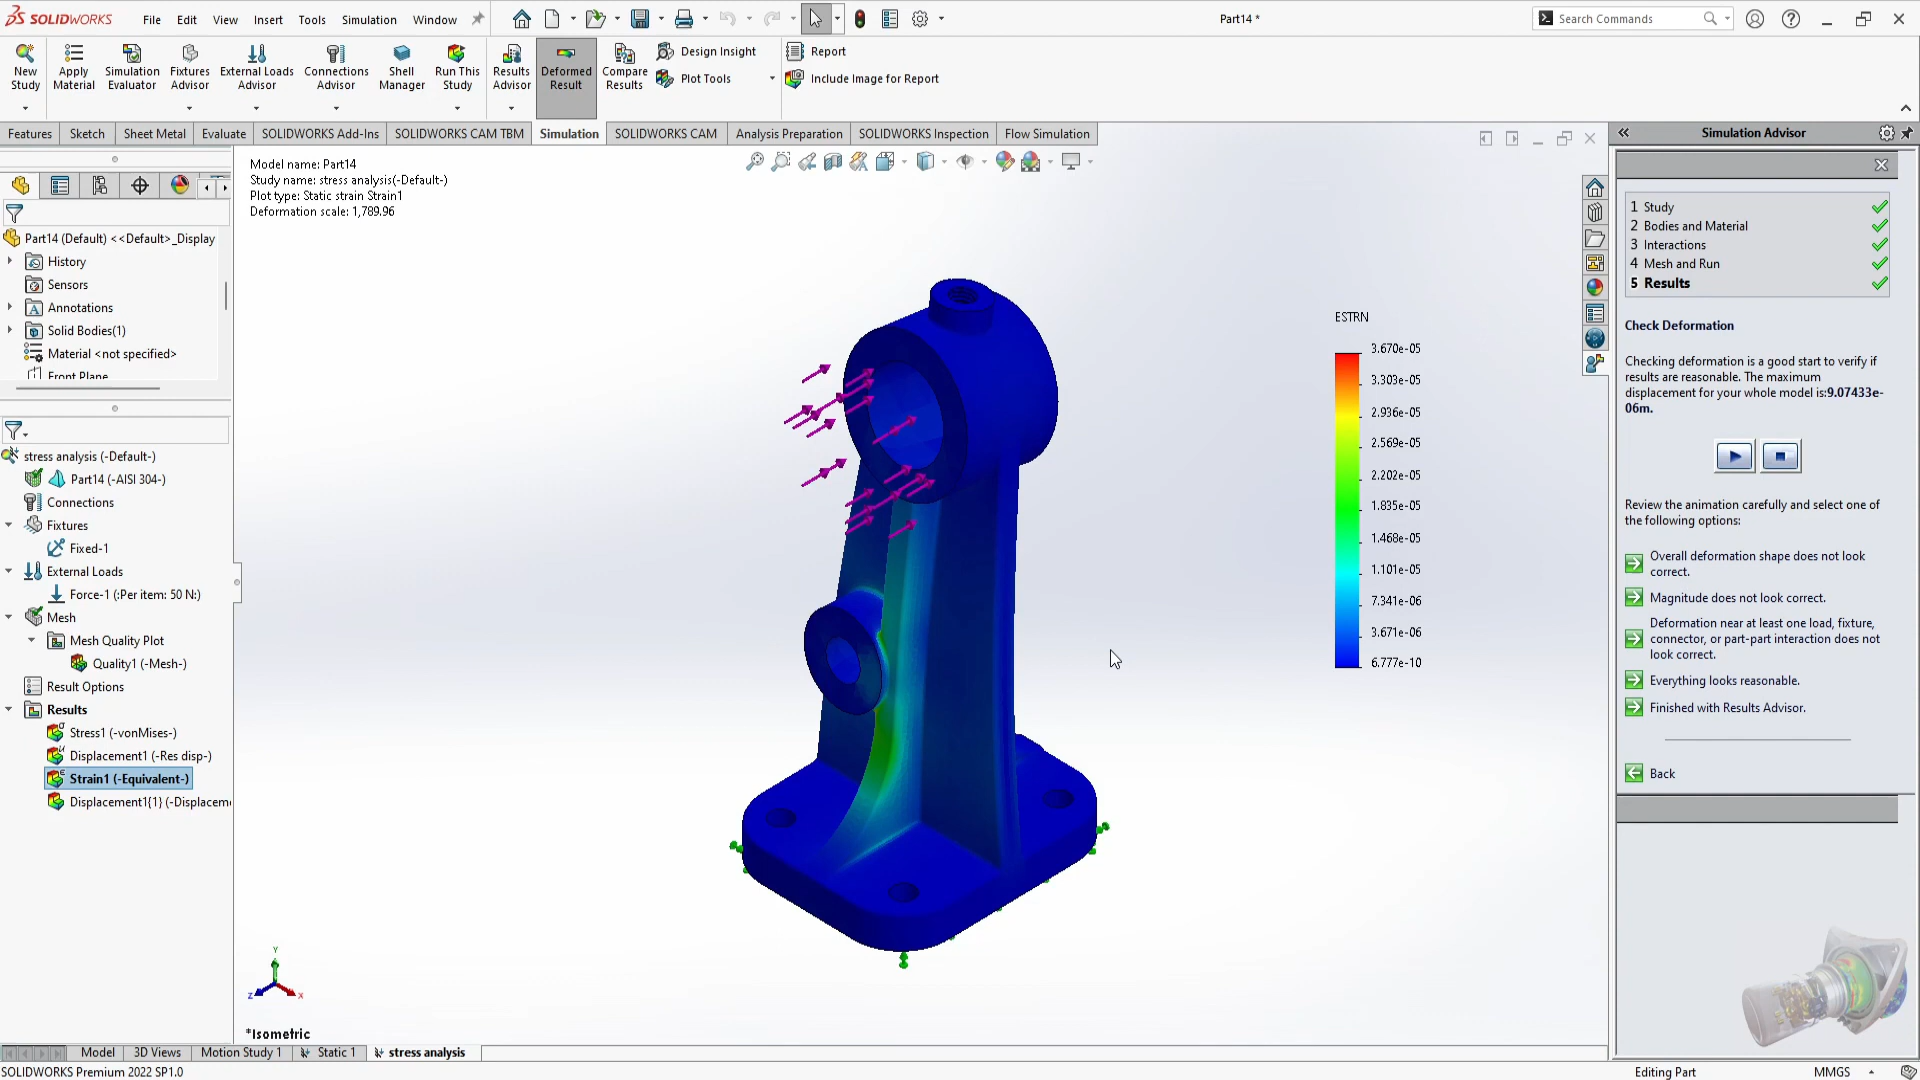 SOLIDWORKS
File Edit View Insert Tools Simulation Window
Part14 *
Search Commands
New Study
Apply Material
Simulation Evaluator
Fixtures Advisor
External Loads Advisor
Connections Advisor
Shell Manager
Run This Study
Results Advisor
Deformed Result
Compare Results
Design Insight
Plot Tools
Report
Include Image for Report
Features Sketch Sheet Metal Evaluate SOLIDWORKS Add-Ins SOLIDWORKS CAM TBM Simulation SOLIDWORKS CAM Analysis Preparation SOLIDWORKS Inspection Flow Simulation
Part14 (Default) <<Default>_Display
History
Sensors
Annotations
Solid Bodies(1)
Material <not specified>
Front Plane
stress analysis (-Default-)
Part14 (-AISI 304-)
Connections
Fixtures
Fixed-1
External Loads
Force-1 (:Per item: 50 N:)
Mesh
Mesh Quality Plot
Quality1 (-Mesh-)
Result Options
Results
Stress1 (-vonMises-)
Displacement1 (-Res disp-)
Strain1 (-Equivalent-)
Displacement1{1} (-Displacem
Model name: Part14
Study name: stress analysis(-Default-)
Plot type: Static strain Strain1
Deformation scale: 1,789.96
ESTRN
3.670e-05
3.303e-05
2.936e-05
2.569e-05
2.202e-05
1.835e-05
1.468e-05
1.101e-05
7.341e-06
3.671e-06
6.777e-10
Y
Z X
*Isometric
Simulation Advisor
1 Study
2 Bodies and Material
3 Interactions
4 Mesh and Run
5 Results
Check Deformation
Checking deformation is a good start to verify if
results are reasonable. The maximum
displacement for your whole model is:9.07433e-
06m.
Review the animation carefully and select one of
the following options:
Overall deformation shape does not look
correct.
Magnitude does not look correct.
Deformation near at least one load, fixture,
connector, or part-part interaction does not
look correct.
Everything looks reasonable.
Finished with Results Advisor.
Back
Model 3D Views Motion Study 1 Static 1 stress analysis
SOLIDWORKS Premium 2022 SP1.0
Editing Part
MMGS